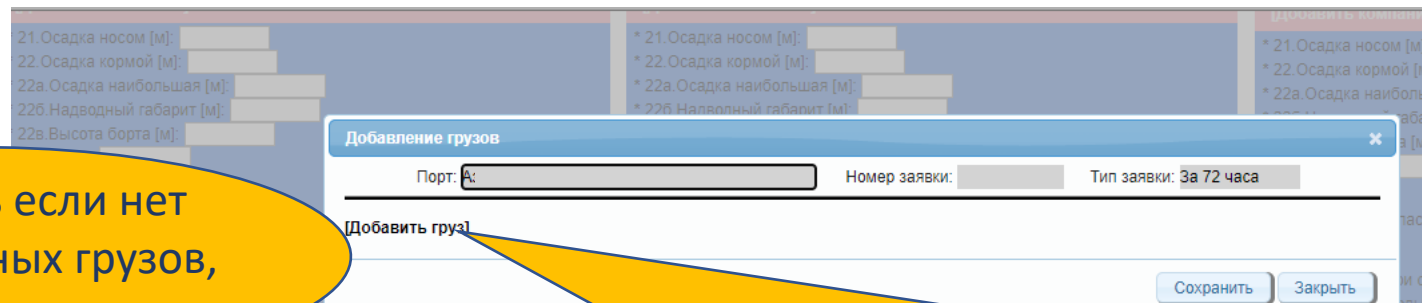 [Добавить компани
* 21.Осадка носом [м]:
22.Осадка кормой [м]:
22а.Осадка наибольшая [м]:
22б.Надводный габарит [м]:
22в.Высота борта [м]:
* 21.Осадка носом [м]:
* 22.Осадка кормой [м]:
* 22а.Осадка наибольшая [м]:
* 22б.Надводный габарит [м]:
* 21.Осадка носом [м
* 22.Осадка кормой [
* 22а.Осадка наибол
Добавление грузов
Порт: А:
Номер заявки:
Тип заявки: За 72 часа
[Добавить груз]
Сохранить
Закрыть
если нет
ных грузов,